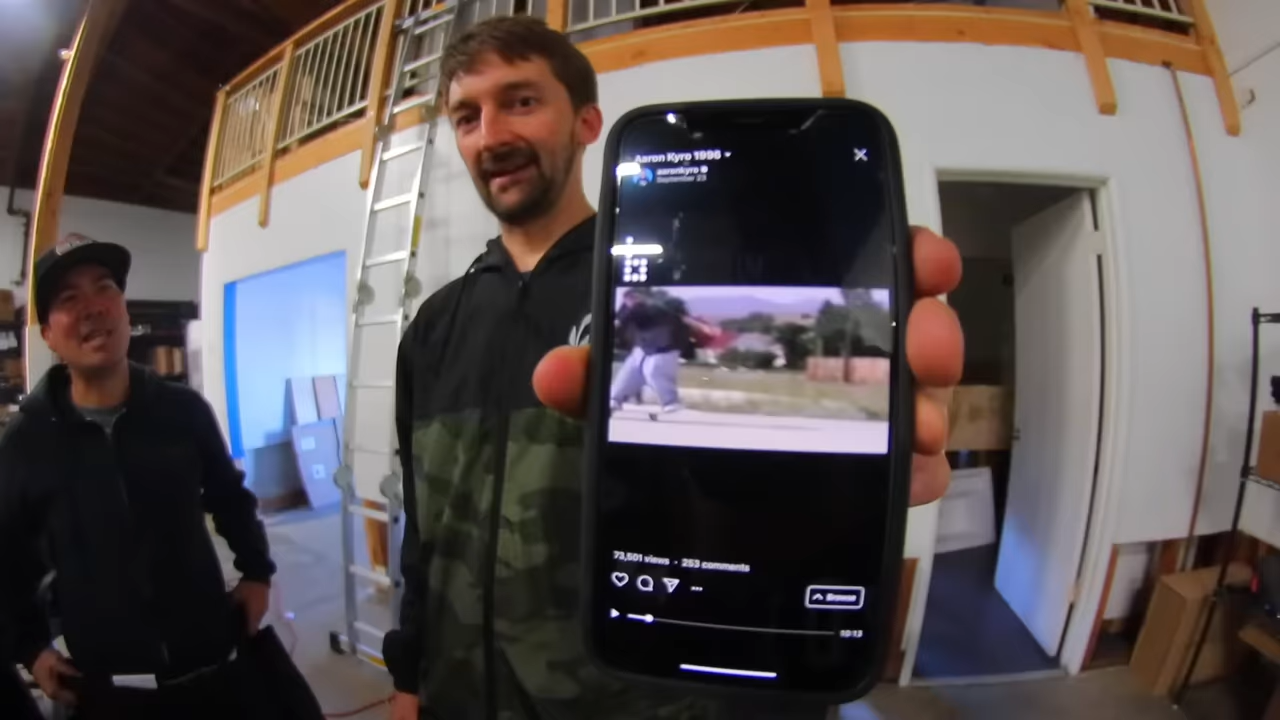 Aaron Kyro 1996
aaronkyro
September 23
73,501 views · 253 comments
Browse
10:13